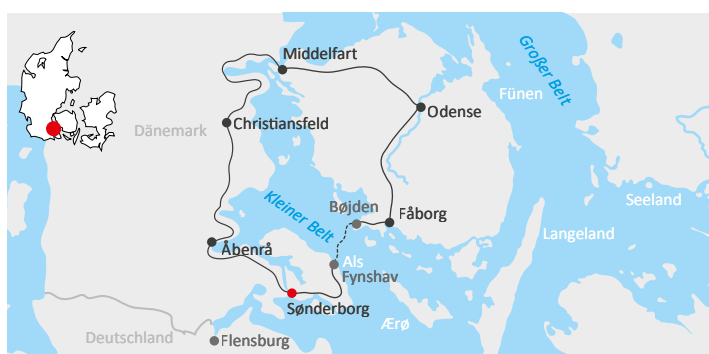 Middelfart
Großer Belt
Fünen
Odense
Dänemark
Christiansfeld
Kleiner Belt
Bøjden
Fåborg
Seeland
Langeland
Åbenrå
Als
Fynshav
Sønderborg
Ærø
Deutschland
Flensburg